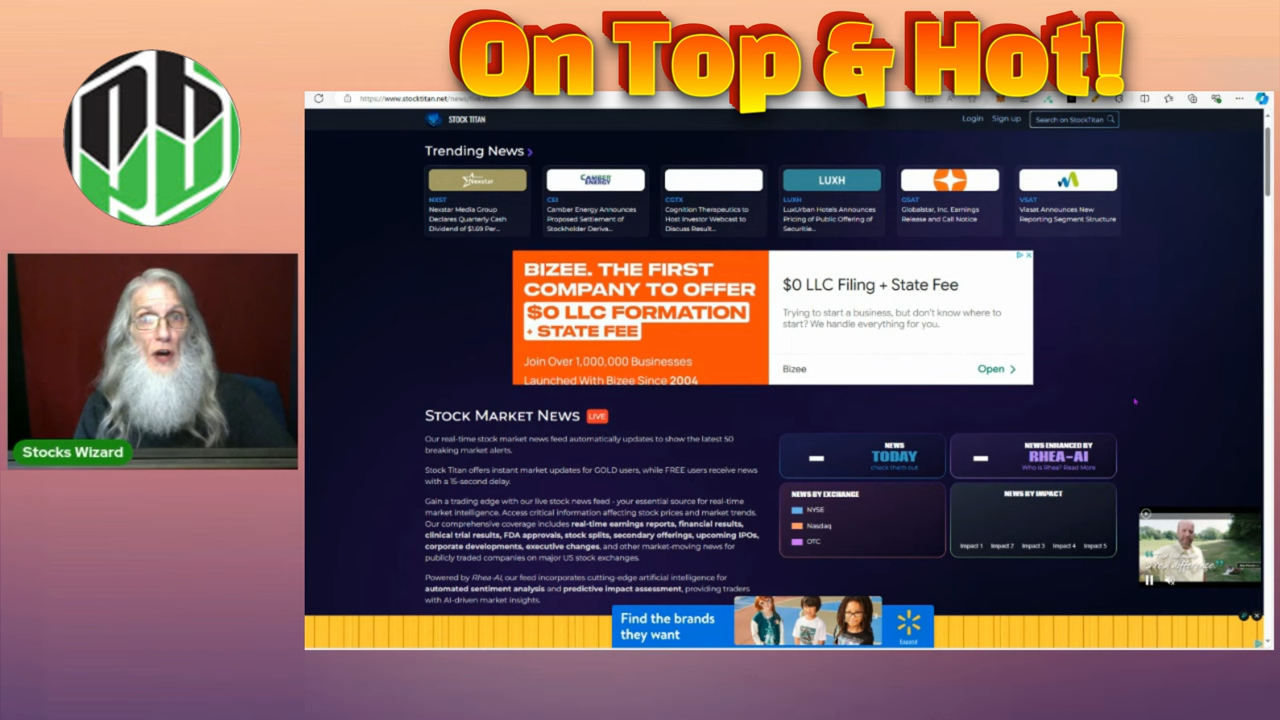 On Top & Hot!
https://www.stocktitan.net/news/live.html
STOCK TITAN
Login
Sign up
Search on StockTitan
Trending News
Nexstar
CAMBER
ENERGY
LUXH
NXST
CEI
CGTX
LUXH
GSAT
VSAT
Nexstar Media Group
Declares Quarterly Cash
Dividend of $1.69 Per...
Camber Energy Announces
Proposed Settlement of
Stockholder Deriva...
Cognition Therapeutics to
Host Investor Webcast to
Discuss Result...
LuxUrban Hotels Announces
Pricing of Public Offering of
Securitie...
Globalstar, Inc. Earnings
Release and Call Notice
Viasat Announces New
Reporting Segment Structure
BIZEE. THE FIRST
COMPANY TO OFFER
$0 LLC FORMATION
+ STATE FEE
Join Over 1,000,000 Businesses
Launched With Bizee Since 2004
$0 LLC Filing + State Fee
Trying to start a business, but don't know where to
start? We handle everything for you.
Bizee
Open
Stocks Wizard
STOCK MARKET NEWS LIVE
Our real-time stock market news feed automatically updates to show the latest 50
breaking market alerts.
Stock Titan offers instant market updates for GOLD users, while FREE users receive news
with a 15-second delay.
Gain a trading edge with our live stock news feed - your essential source for real-time
market intelligence. Access critical information affecting stock prices and market trends.
Our comprehensive coverage includes real-time earnings reports, financial results,
clinical trial results, FDA approvals, stock splits, secondary offerings, upcoming IPOs,
corporate developments, executive changes, and other market-moving news for
publicly traded companies on major US stock exchanges.
Powered by Rhea-AI, our feed incorporates cutting-edge artificial intelligence for
automated sentiment analysis and predictive impact assessment, providing traders
with AI-driven market insights.
NEWS
TODAY
check them out
NEWS ENHANCED BY
RHEA-AI
Who is Rhea? Read More
NEWS BY EXCHANGE
NYSE
Nasdaq
OTC
NEWS BY IMPACT
Impact 1 Impact 2 Impact 3 Impact 4 Impact 5
Find the brands
they want
Expand